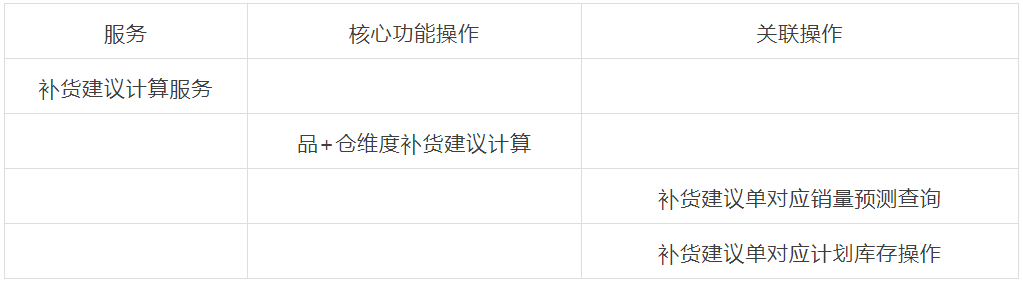 服务 核心功能操作 关联操作
补货建议计算服务
品+仓维度补货建议计算
补货建议单对应销量预测查询
补货建议单对应计划库存操作